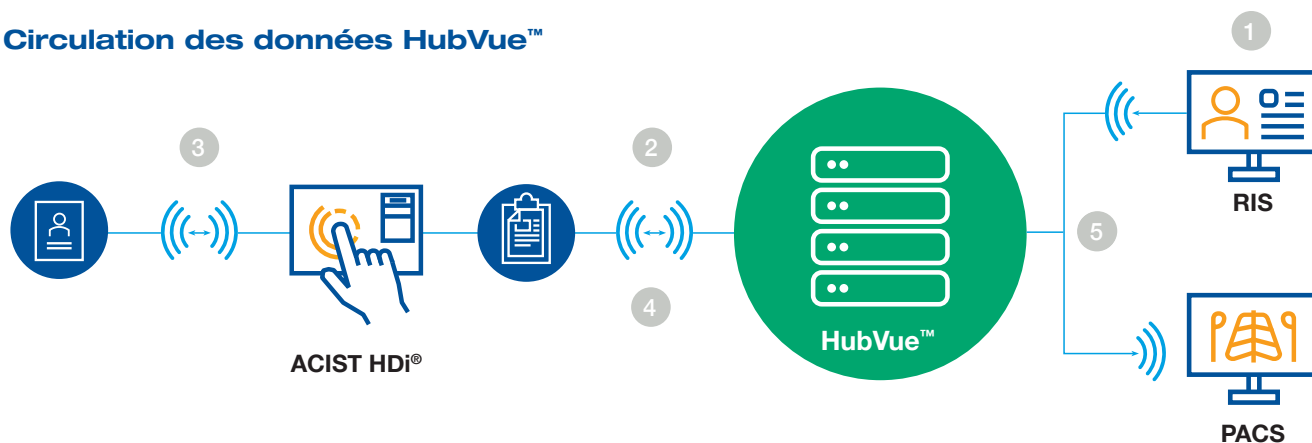 Circulation des données HubVue™
1
3
2
RIS
5
4
HubVue™
ACIST HDi®
PACS